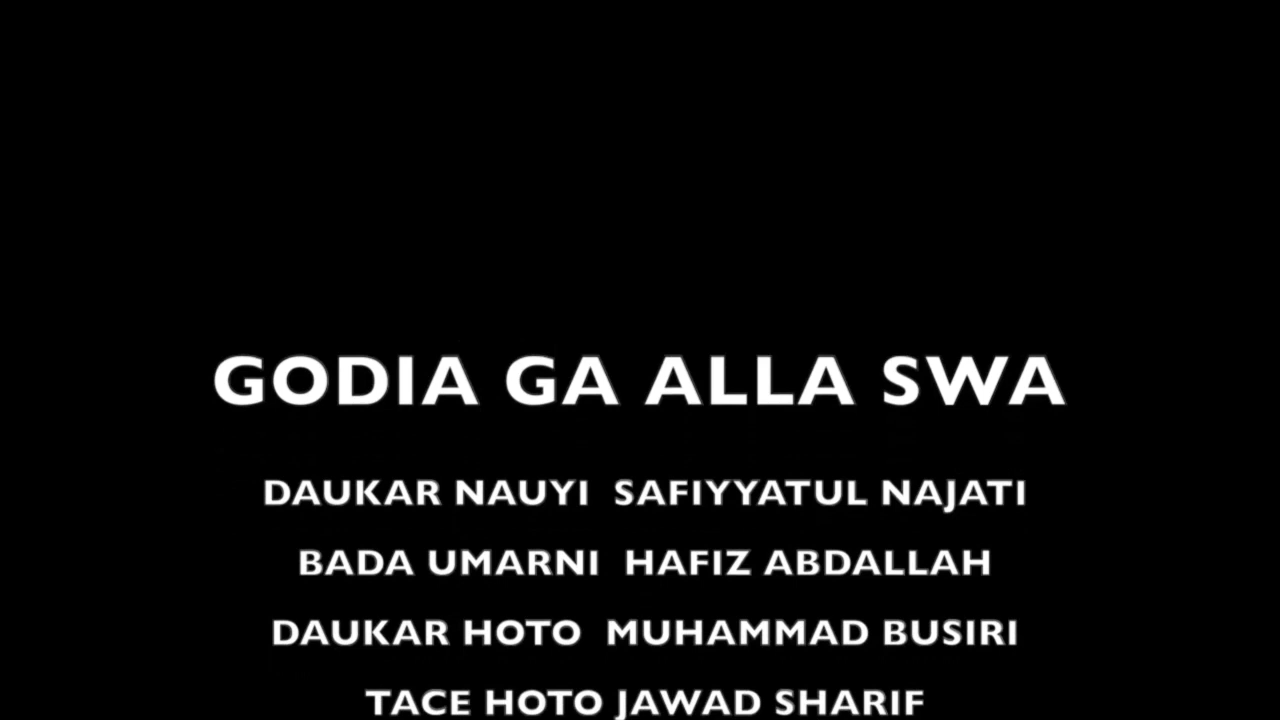 GODIA GA ALLA SWA
DAUKAR NAUYI SAFIYYATUL NAJATI
BADA UMARNI HAFIZ ABDALLAH
DAUKAR HOTO MUHAMMAD BUSIRI
TACE HOTO JAWAD SHARIF